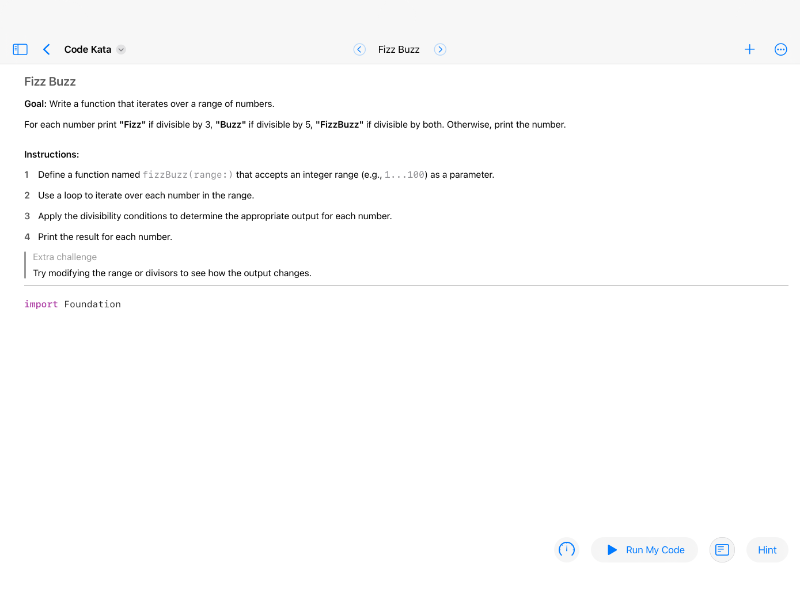 Code Kata
Fizz Buzz
Fizz Buzz
Goal: Write a function that iterates over a range of numbers.
For each number print "Fizz" if divisible by 3, "Buzz" if divisible by 5, "FizzBuzz" if divisible by both. Otherwise, print the number.
Instructions:
1 Define a function named fizzBuzz(range:) that accepts an integer range (e.g., 1...100) as a parameter.
2 Use a loop to iterate over each number in the range.
3 Apply the divisibility conditions to determine the appropriate output for each number.
4 Print the result for each number.
Extra challenge
Try modifying the range or divisors to see how the output changes.
import Foundation
Run My Code
Hint